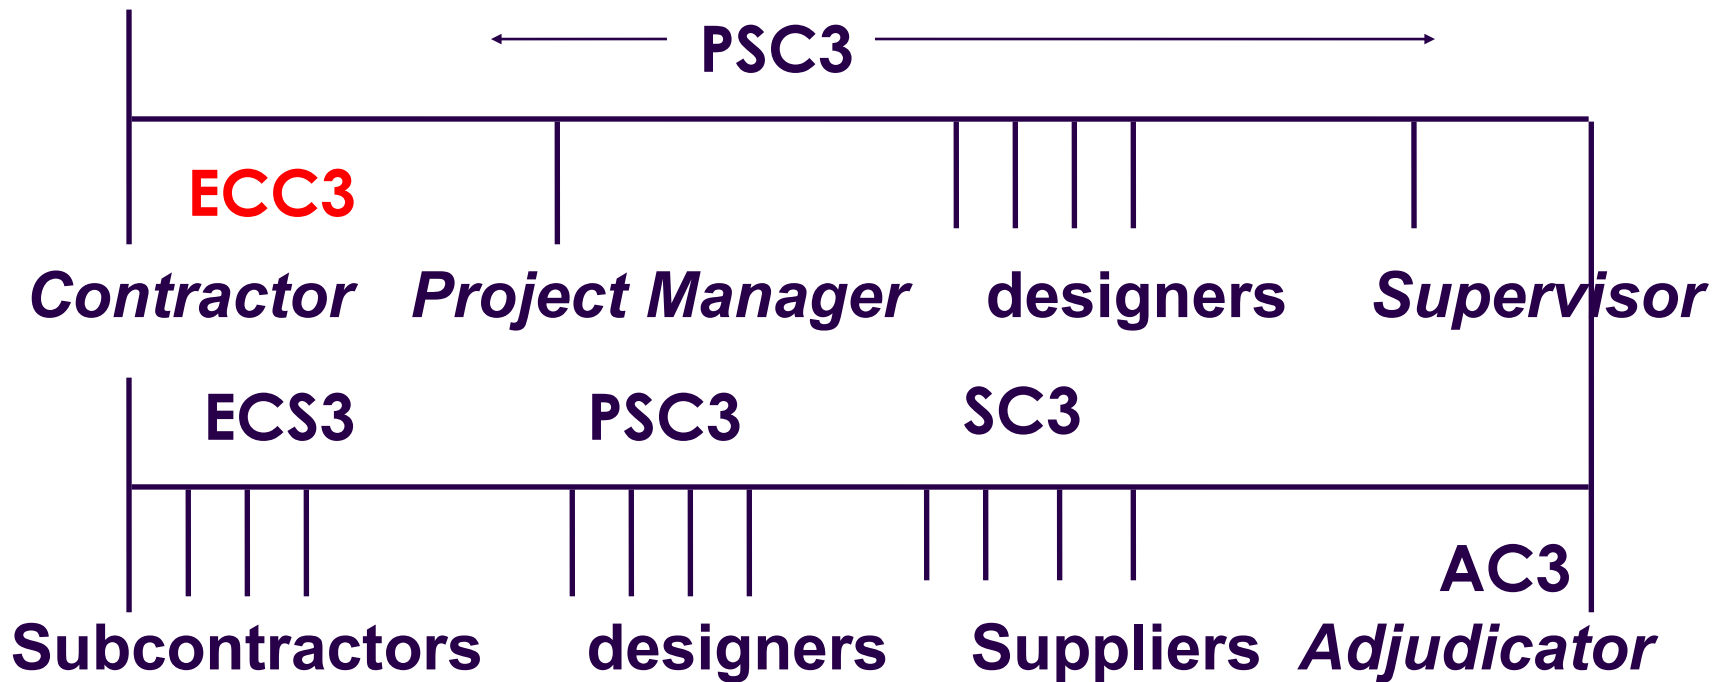 PSC3
ECC3
Contractor Project Manager designers Supervisor
ECS3 PSC3 SC3
AC3
Subcontractors designers Suppliers Adjudicator